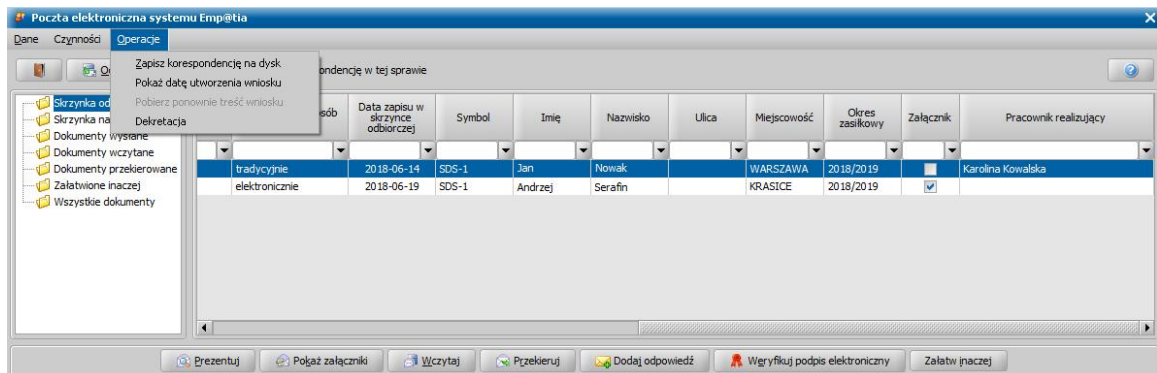 Poczta elektroniczna systemu Emp@tia
Dane Czynności Operacje
Zapisz korespondencję na dysk
Pokaż datę utworzenia wniosku
Pobierz ponownie treść wniosku
Dekretacja
w tej sprawie
Skrzynka
Skrzynka
Dokumenty wysłane
Dokumenty wczytane
Dokumenty przekierowane
Załatwione inaczej
Wszystkie dokumenty
Data zapisu w skrzynce odbiorczej Symbol Imię Nazwisko Ulica Miejscowość Okres zasiłkowy Załącznik Pracownik realizujący
tradycyjnie 2018-06-14 SDS-1 Jan Nowak WARSZAWA 2018/2019 Karolina Kowalska
elektronicznie 2018-06-19 SDS-1 Andrzej Serafin KRASICE 2018/2019
Prezentuj Pokaż załączniki Wczytaj Przekieruj Dodaj odpowiedź Weryfikuj podpis elektroniczny Załatw inaczej